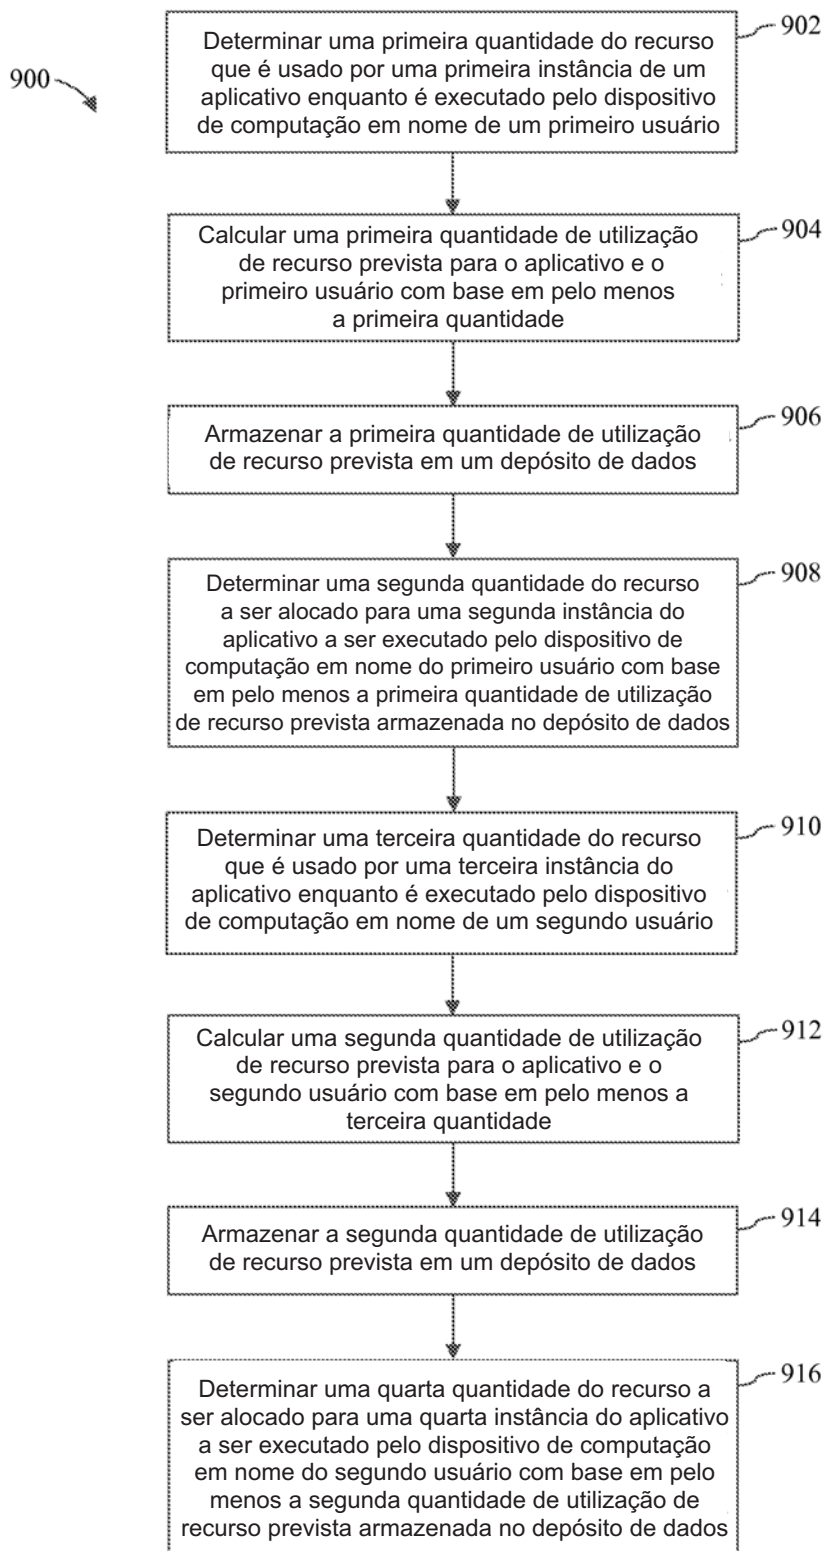 902
Determinar uma primeira quantidade do recurso
que é usado por uma primeira instância de um
aplicativo enquanto é executado pelo dispositivo
de computação em nome de um primeiro usuário
900
904
Calcular uma primeira quantidade de utilização
de recurso prevista para o aplicativo e o
primeiro usuário com base em pelo menos
a primeira quantidade
906
Armazenar a primeira quantidade de utilização
de recurso prevista em um depósito de dados
908
Determinar uma segunda quantidade do recurso
a ser alocado para uma segunda instância do
aplicativo a ser executado pelo dispositivo de
computação em nome do primeiro usuário com base
em pelo menos a primeira quantidade de utilização
de recurso prevista armazenada no depósito de dados
910
Determinar uma terceira quantidade do recurso
que é usado por uma terceira instância do
aplicativo enquanto é executado pelo dispositivo
de computação em nome de um segundo usuário
912
Calcular uma segunda quantidade de utilização
de recurso prevista para o aplicativo e o
segundo usuário com base em pelo menos a
terceira quantidade
914
Armazenar a segunda quantidade de utilização
de recurso prevista em um depósito de dados
916
Determinar uma quarta quantidade do recurso a
ser alocado para uma quarta instância do aplicativo
a ser executado pelo dispositivo de computação
em nome do segundo usuário com base em pelo
menos a segunda quantidade de utilização de
recurso prevista armazenada no depósito de dados